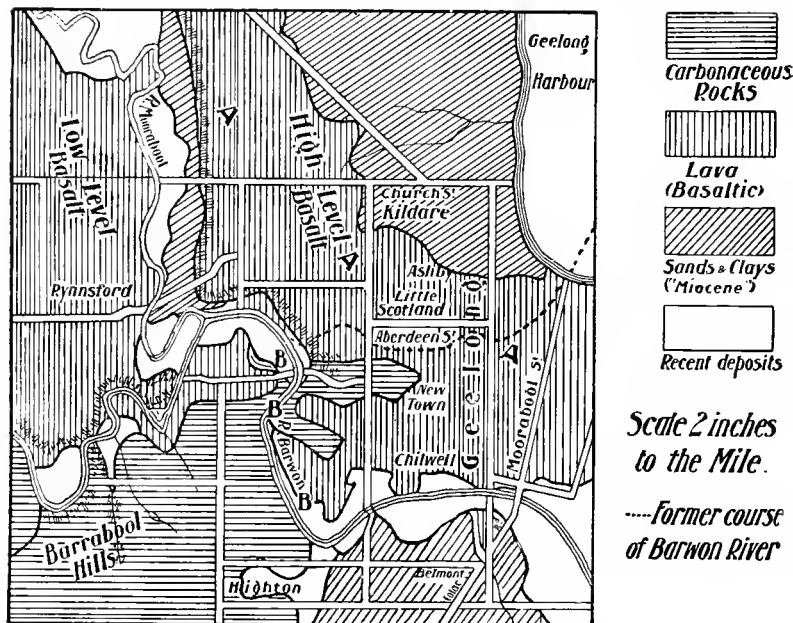 Geelong
Harbour
R. Moorabool
Low Level
Basalt
A
High Level
Basalt
Church St
Kildare
A
Ashby
Little
Scotland
Fynnsford
Aberdeen St
A
Geelong
Moorabool St
B
New
Town
B
R. Barwon
Chilwell
B
Barrabool
Hills
Highton
Belmont
Colac
Carbonaceous
Rocks
Lava
(Basaltic)
Sands & Clays
("Miocene")
Recent deposits
Scale 2 inches
to the Mile.
.....Former course
of Barwon River